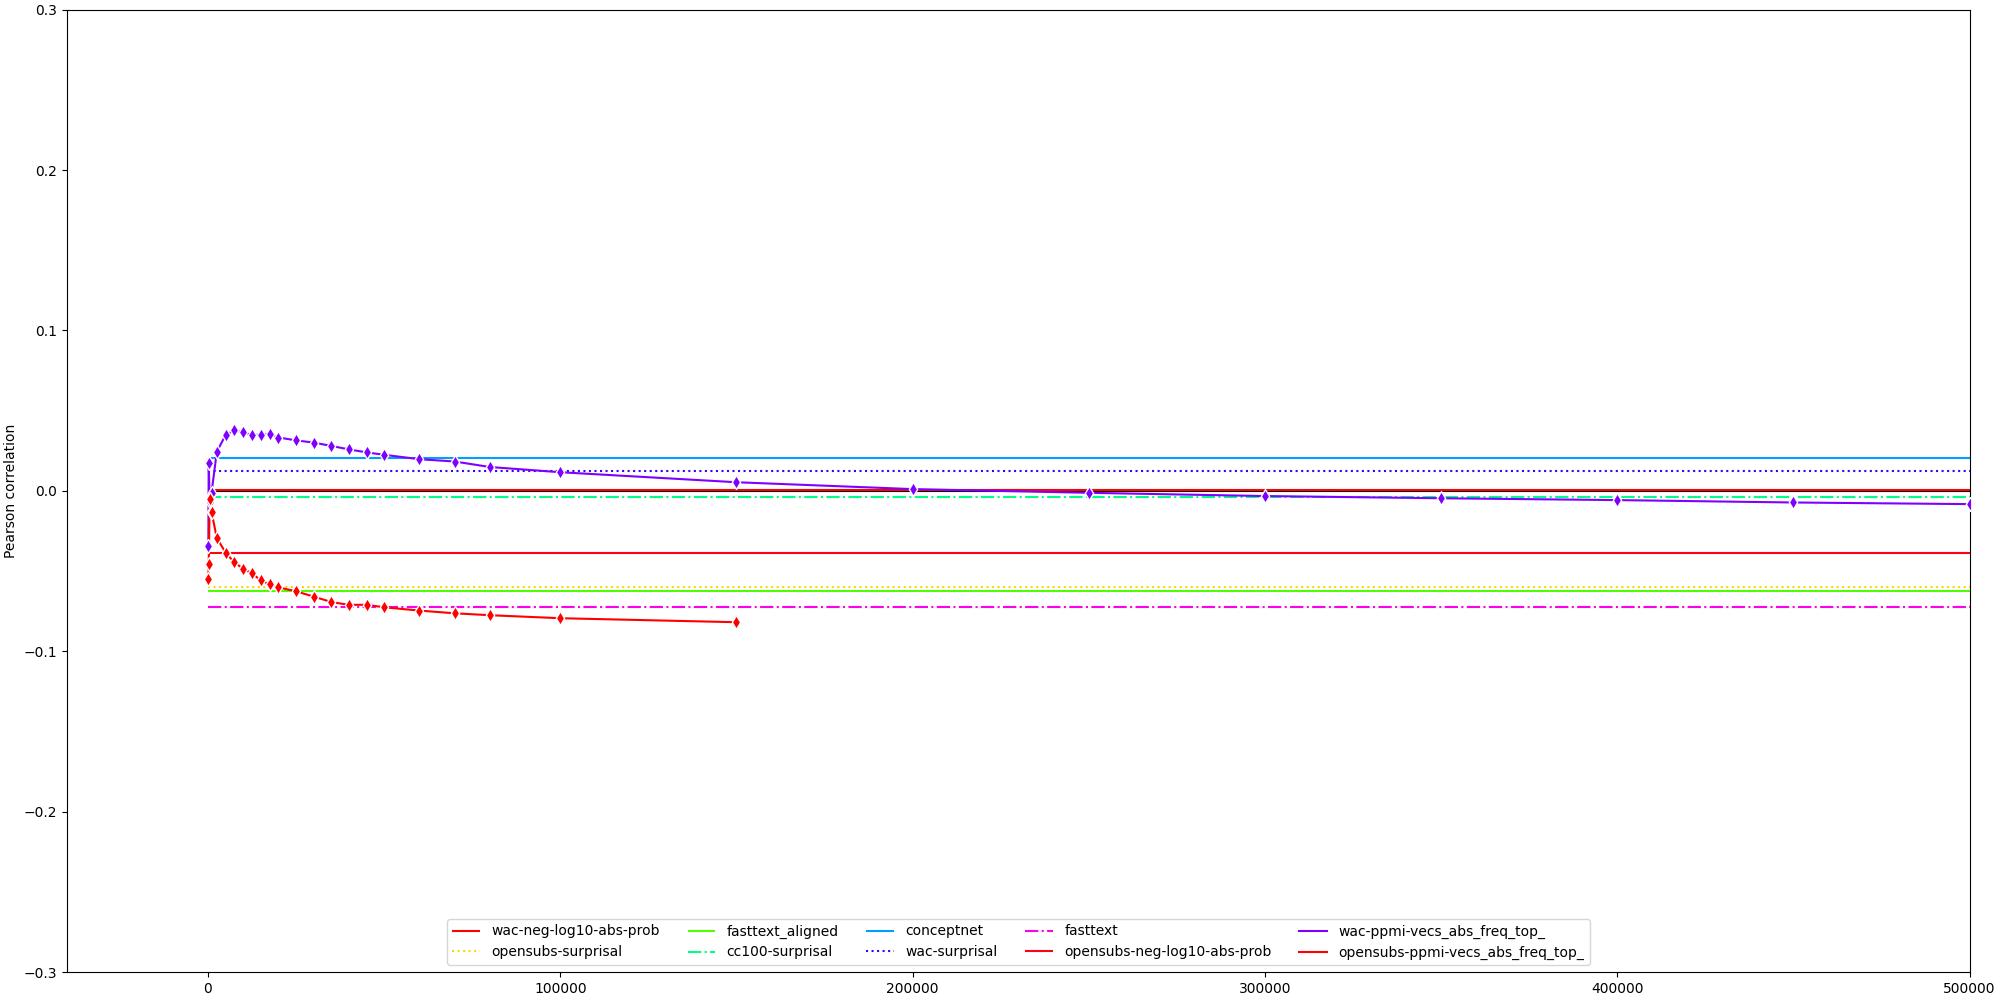 0.3
0.2
0.1
0.0
−0.1
−0.2
−0.3
Pearson correlation
wac-neg-log10-abs-prob
opensubs-surprisal
fasttext_aligned
cc100-surprisal
conceptnet
wac-surprisal
fasttext
opensubs-neg-log10-abs-prob
wac-ppmi-vecs_abs_freq_top_
opensubs-ppmi-vecs_abs_freq_top_
0 100000 200000 300000 400000 500000